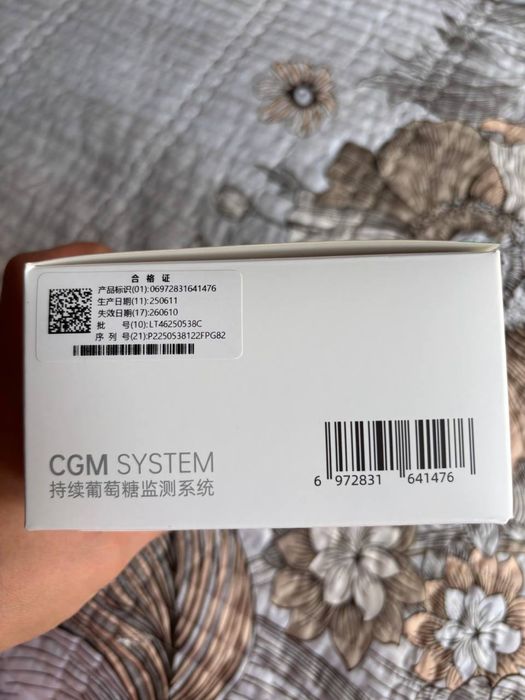 合格证
产品标识(01):06972831641476
生产日期(11):250611
失效日期(17):260610
批 号(10):LT46250538C
序列号(21):P2250538122FPG82
CGM SYSTEM
持续葡萄糖监测系统
6 972831 641476